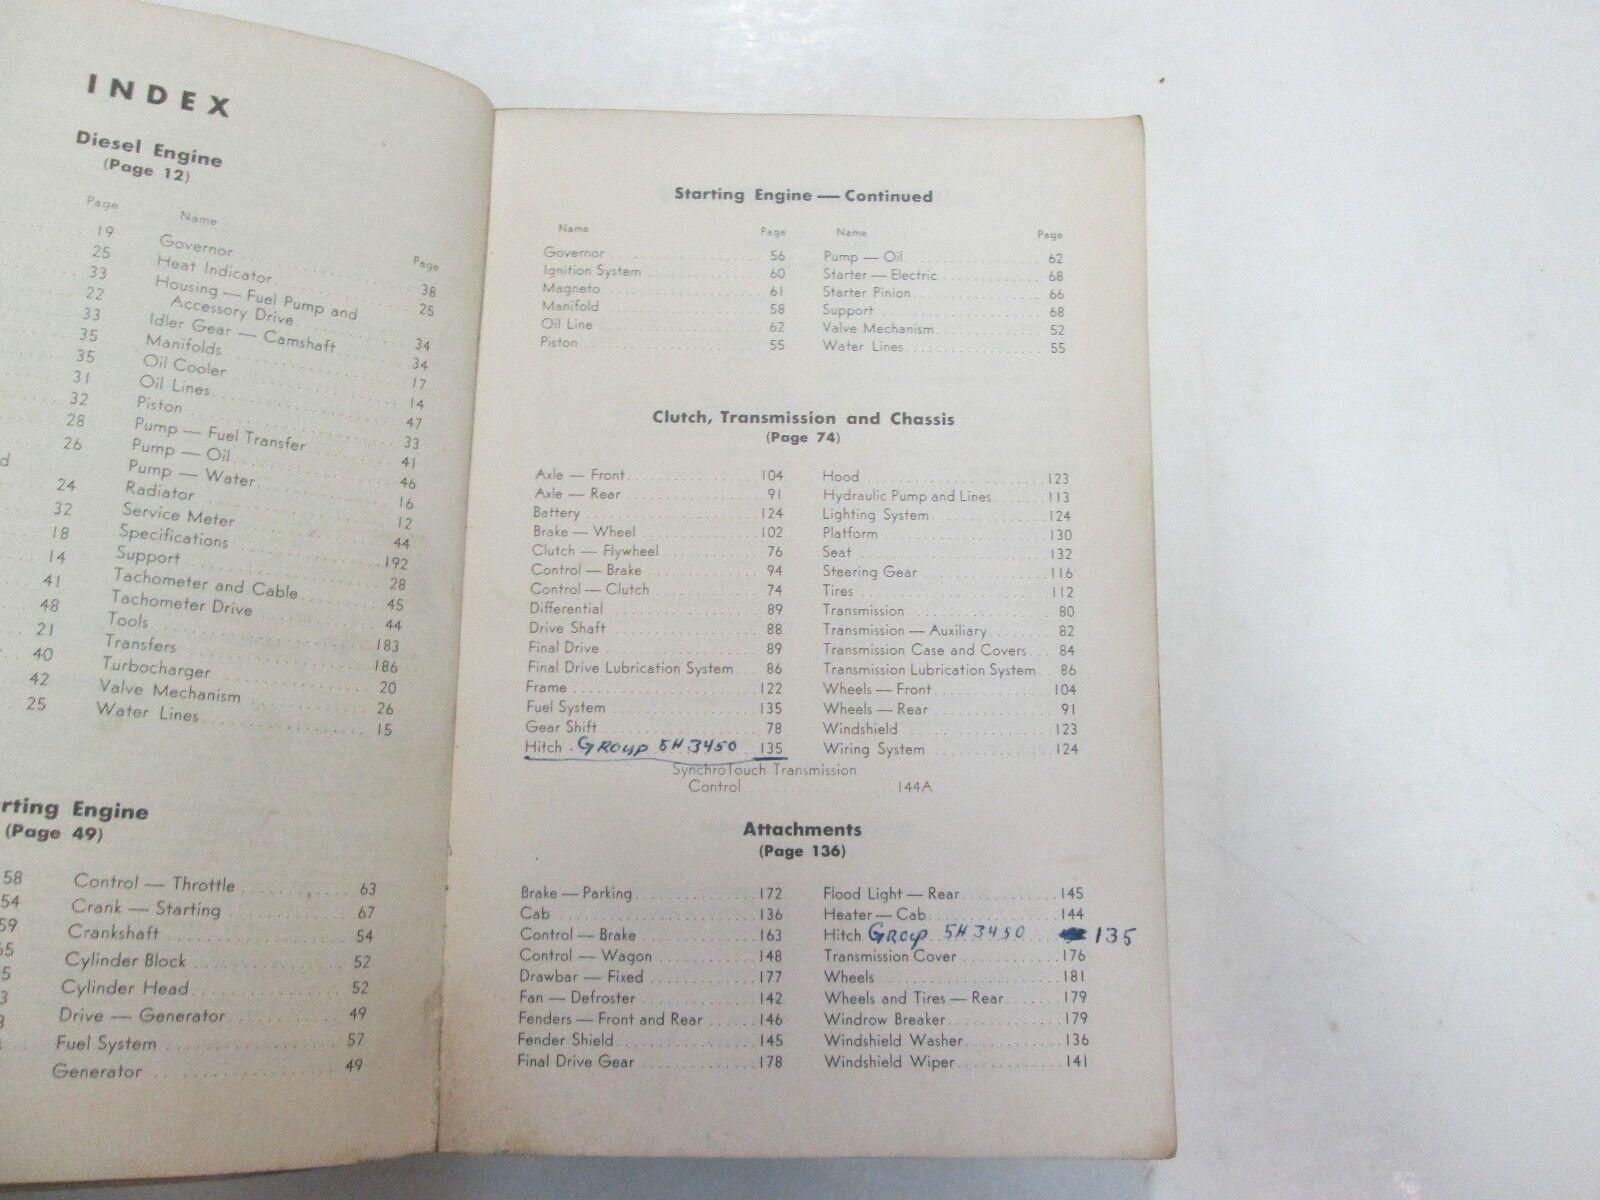 INDEX
Diesel Engine
(Page 12)
Page
19
25
33
22
33
35
35
31
32
28
26
d
24
32
18
14
41
48
21
40
42
25
Name Page
Governor 38
Heat Indicator 25
Housing — Fuel Pump and
Accessory Drive 34
Idler Gear — Camshaft 34
Manifolds 17
Oil Cooler 14
Oil Lines 47
Piston 33
Pump — Fuel Transfer 41
Pump — Oil 46
Pump — Water 16
Radiator 12
Service Meter 44
Specifications 192
Support 28
Tachometer and Cable 45
Tachometer Drive 44
Tools 183
Transfers 186
Turbocharger 20
Valve Mechanism 26
Water Lines 15
rting Engine
(Page 49)
58
54
59
65
5
3
3
Control — Throttle 63
Crank — Starting 67
Crankshaft 54
Cylinder Block 52
Cylinder Head 52
Drive — Generator 49
Fuel System 57
Generator 49
Starting Engine — Continued
Name Page
Governor 56
Ignition System 60
Magneto 61
Manifold 58
Oil Line 62
Piston 55
Name Page
Pump — Oil 62
Starter — Electric 68
Starter Pinion 66
Support 68
Valve Mechanism 52
Water Lines 55
Clutch, Transmission and Chassis
(Page 74)
Axle — Front 104
Axle — Rear 91
Battery 124
Brake — Wheel 102
Clutch — Flywheel 76
Control — Brake 94
Control — Clutch 74
Differential 89
Drive Shaft 88
Final Drive 89
Final Drive Lubrication System 86
Frame 122
Fuel System 135
Gear Shift 78
Hitch GROUP 5H3450 135
Hood 123
Hydraulic Pump and Lines 113
Lighting System 124
Platform 130
Seat 132
Steering Gear 116
Tires 112
Transmission 80
Transmission — Auxiliary 82
Transmission Case and Covers 84
Transmission Lubrication System 86
Wheels — Front 104
Wheels — Rear 91
Windshield 123
Wiring System 124
SynchroTouch Transmission
Control 144A
Attachments
(Page 136)
Brake — Parking 172
Cab 136
Control — Brake 163
Control — Wagon 148
Drawbar — Fixed 177
Fan — Defroster 142
Fenders — Front and Rear 146
Fender Shield 145
Final Drive Gear 178
Flood Light — Rear 145
Heater — Cab 144
Hitch GROUP 5H3450 135
Transmission Cover 176
Wheels 181
Wheels and Tires — Rear 179
Windrow Breaker 179
Windshield Washer 136
Windshield Wiper 141